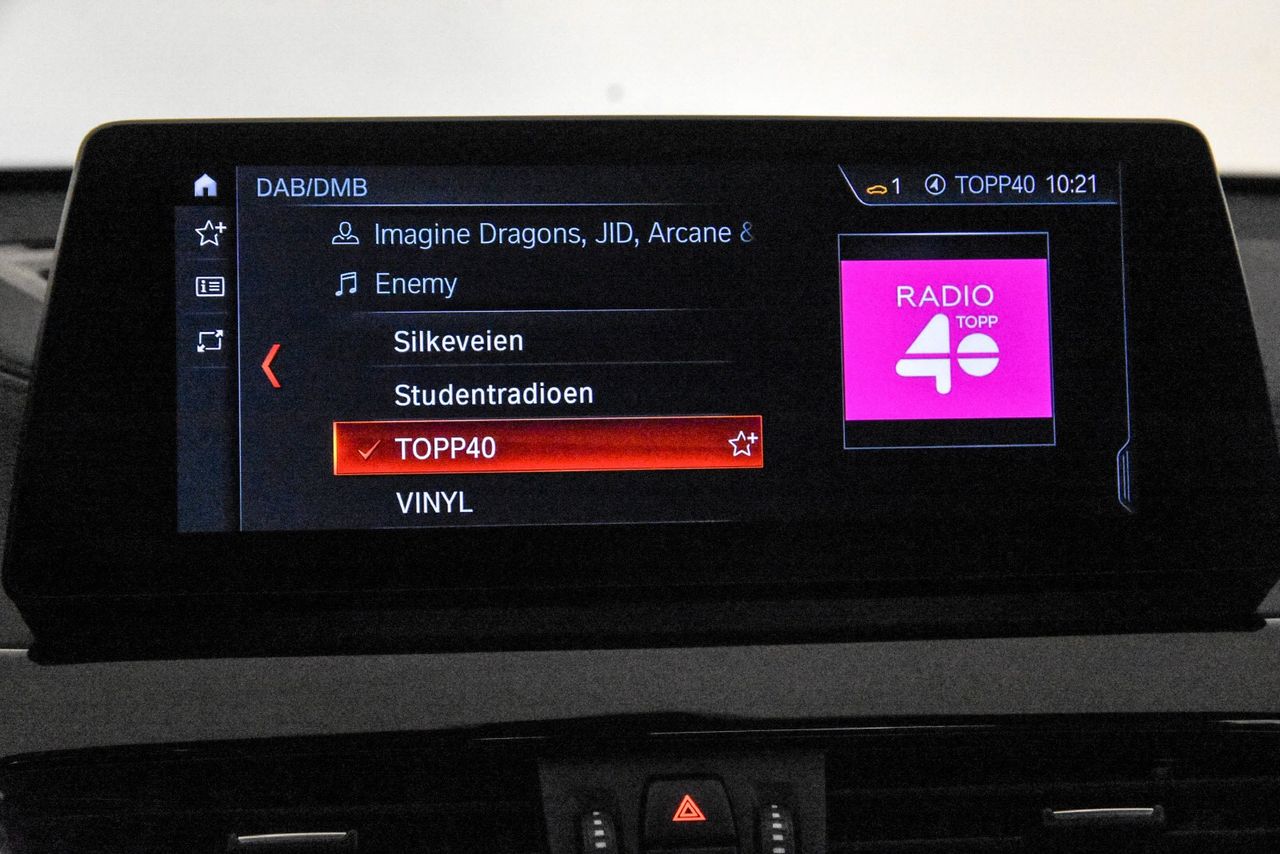 DAB/DMB
1 TOPP40 10:21
Imagine Dragons, JID, Arcane &
Enemy
Silkeveien
Studentradioen
TOPP40
VINYL
RADIO
TOPP
40